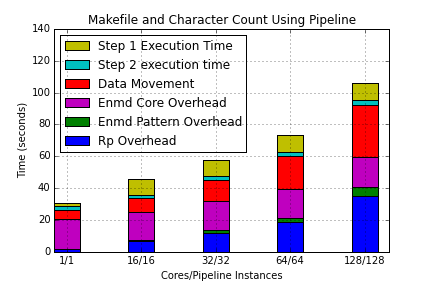 Makefile and Character Count Using Pipeline
140
120
100
80
60
40
20
0
Time (seconds)
Step 1 Execution Time
Step 2 execution time
Data Movement
Enmd Core Overhead
Enmd Pattern Overhead
Rp Overhead
1/1 16/16 32/32 64/64 128/128
Cores/Pipeline Instances